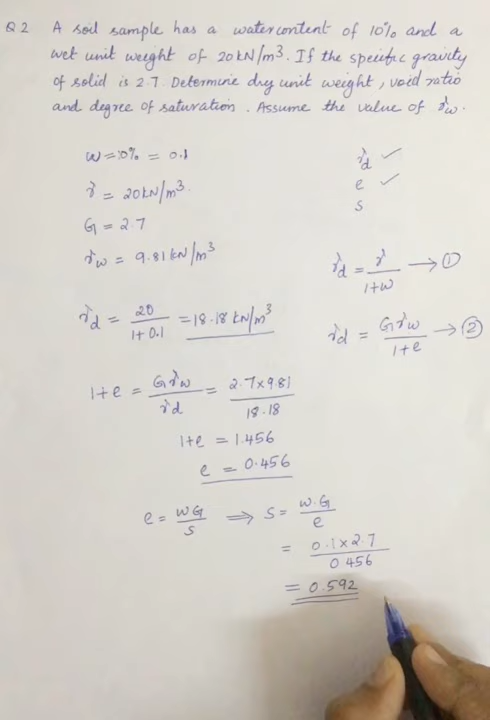 Q2 A soil sample has a water content of 10% and a
wet unit weight of 20kN/m³. If the specific gravity
of solid is 2.7. Determine dry unit weight, void ratio
and degree of saturation. Assume the value of γw.
w = 10% = 0.1
γd ✓
γ = 20kN/m³.
e ✓
S
G = 2.7
γw = 9.81 kN/m³
γd = γ/(1+w) → ①
γd = 20/(1+0.1) = 18.18 kN/m³
γd = Gγw/(1+e) → ②
1+e = Gγw/γd = 2.7×9.81/18.18
1+e = 1.456
e = 0.456
e = wG/S ⟹ S = w.G/e
= 0.1×2.7/0.456
= 0.592